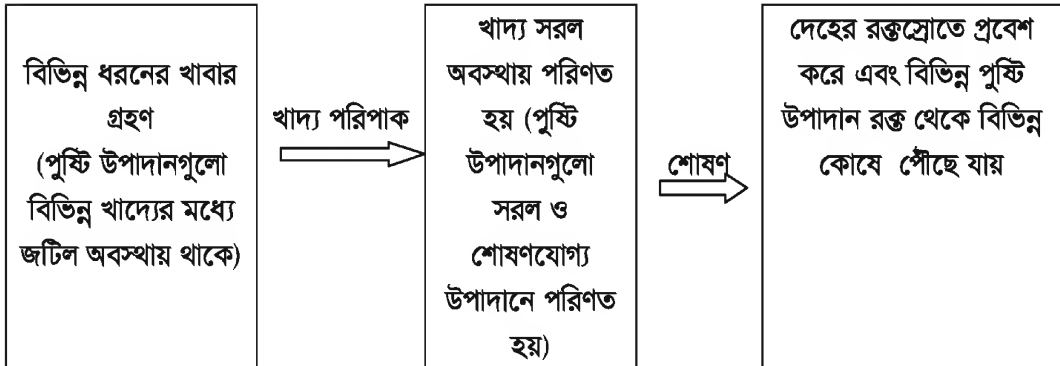 বিভিন্ন ধরনের খাবার
গ্রহণ
(পুষ্টি উপাদানগুলো
বিভিন্ন খাদ্যের মধ্যে
জটিল অবস্থায় থাকে)
খাদ্য পরিপাক
খাদ্য সরল
অবস্থায় পরিণত
হয় (পুষ্টি
উপাদানগুলো
সরল ও
শোষণযোগ্য
উপাদানে পরিণত
হয়)
শোষণ
দেহের রক্তস্রোতে প্রবেশ
করে এবং বিভিন্ন পুষ্টি
উপাদান রক্ত থেকে বিভিন্ন
কোষে পৌঁছে যায়